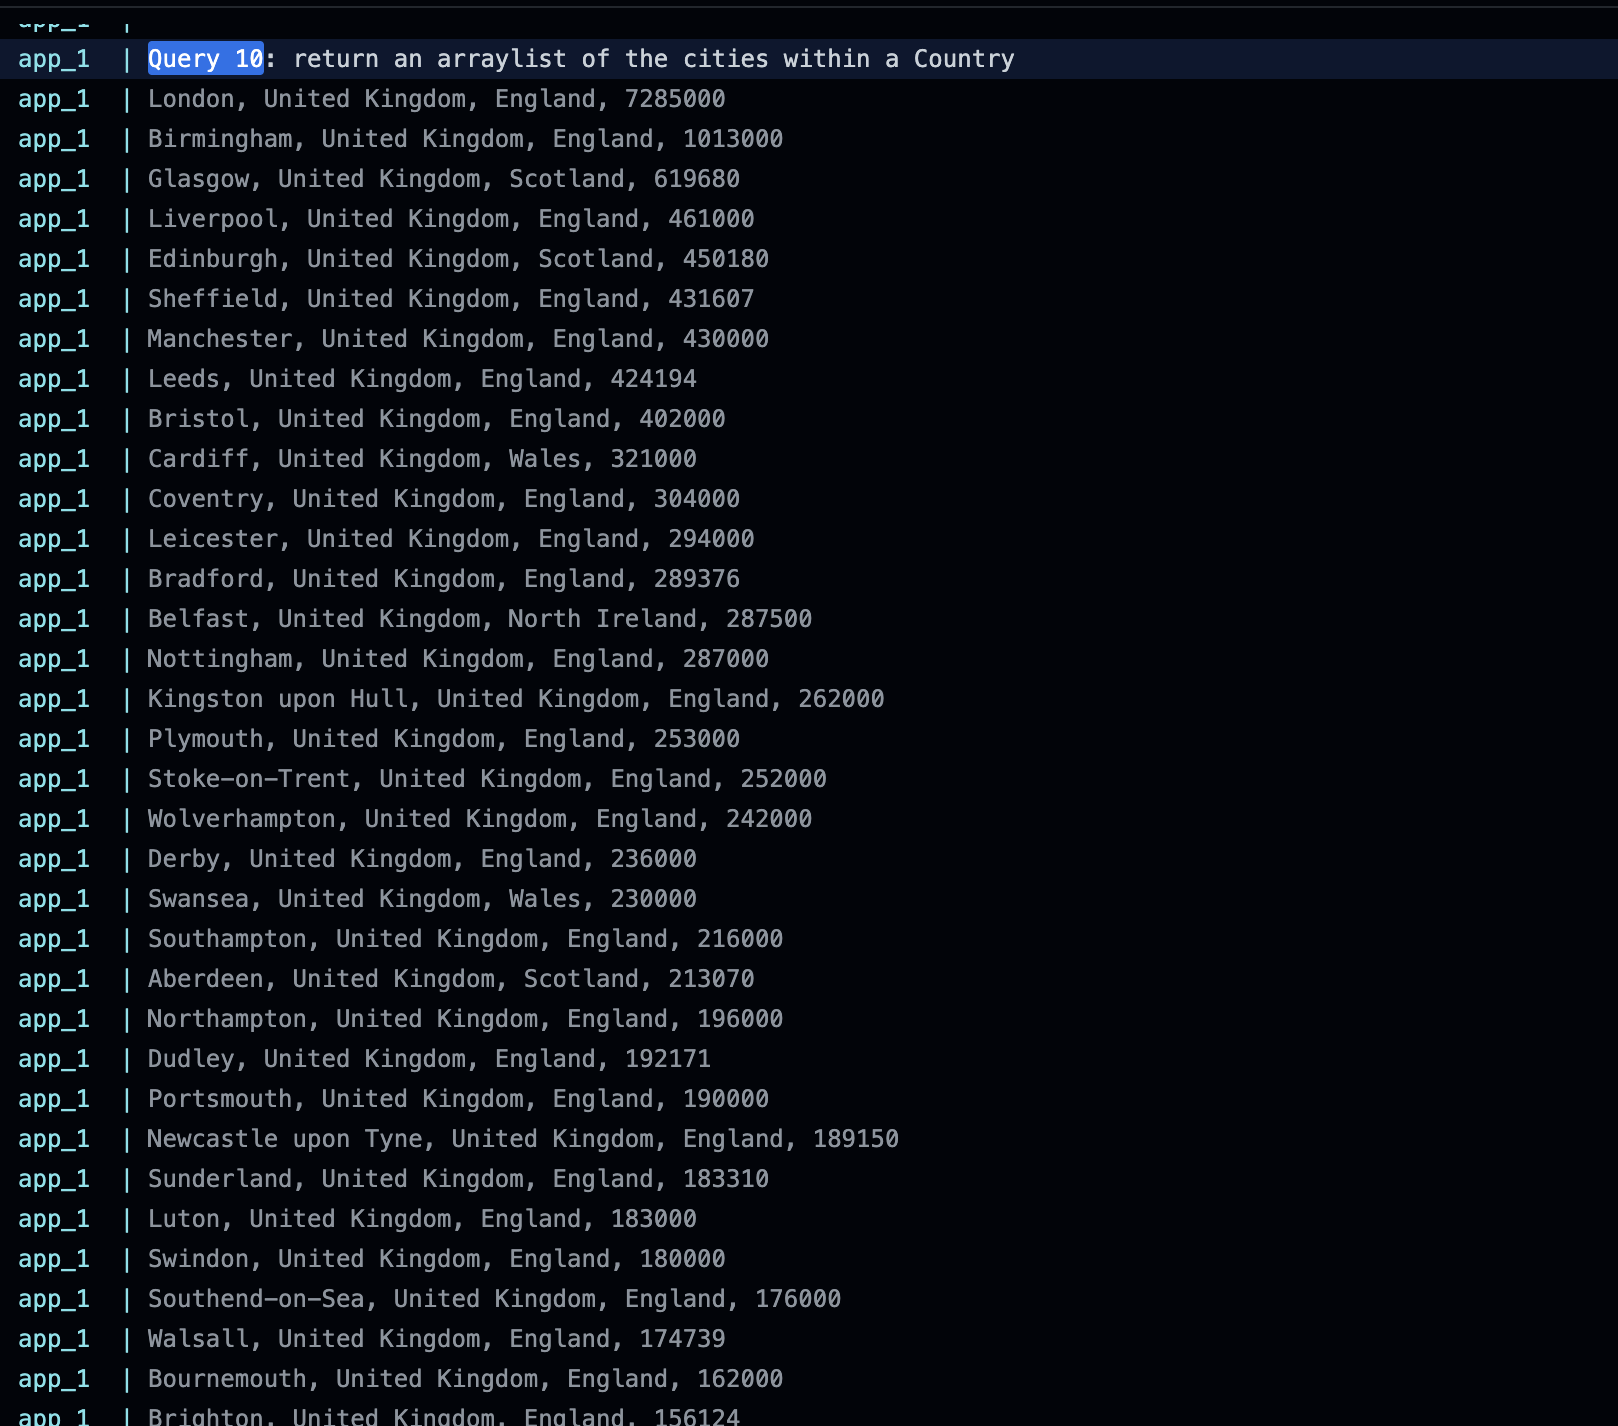 app_1 |
app_1 | Query 10: return an arraylist of the cities within a Country
app_1 | London, United Kingdom, England, 7285000
app_1 | Birmingham, United Kingdom, England, 1013000
app_1 | Glasgow, United Kingdom, Scotland, 619680
app_1 | Liverpool, United Kingdom, England, 461000
app_1 | Edinburgh, United Kingdom, Scotland, 450180
app_1 | Sheffield, United Kingdom, England, 431607
app_1 | Manchester, United Kingdom, England, 430000
app_1 | Leeds, United Kingdom, England, 424194
app_1 | Bristol, United Kingdom, England, 402000
app_1 | Cardiff, United Kingdom, Wales, 321000
app_1 | Coventry, United Kingdom, England, 304000
app_1 | Leicester, United Kingdom, England, 294000
app_1 | Bradford, United Kingdom, England, 289376
app_1 | Belfast, United Kingdom, North Ireland, 287500
app_1 | Nottingham, United Kingdom, England, 287000
app_1 | Kingston upon Hull, United Kingdom, England, 262000
app_1 | Plymouth, United Kingdom, England, 253000
app_1 | Stoke-on-Trent, United Kingdom, England, 252000
app_1 | Wolverhampton, United Kingdom, England, 242000
app_1 | Derby, United Kingdom, England, 236000
app_1 | Swansea, United Kingdom, Wales, 230000
app_1 | Southampton, United Kingdom, England, 216000
app_1 | Aberdeen, United Kingdom, Scotland, 213070
app_1 | Northampton, United Kingdom, England, 196000
app_1 | Dudley, United Kingdom, England, 192171
app_1 | Portsmouth, United Kingdom, England, 190000
app_1 | Newcastle upon Tyne, United Kingdom, England, 189150
app_1 | Sunderland, United Kingdom, England, 183310
app_1 | Luton, United Kingdom, England, 183000
app_1 | Swindon, United Kingdom, England, 180000
app_1 | Southend-on-Sea, United Kingdom, England, 176000
app_1 | Walsall, United Kingdom, England, 174739
app_1 | Bournemouth, United Kingdom, England, 162000
app_1 | Brighton, United Kingdom, England, 156124